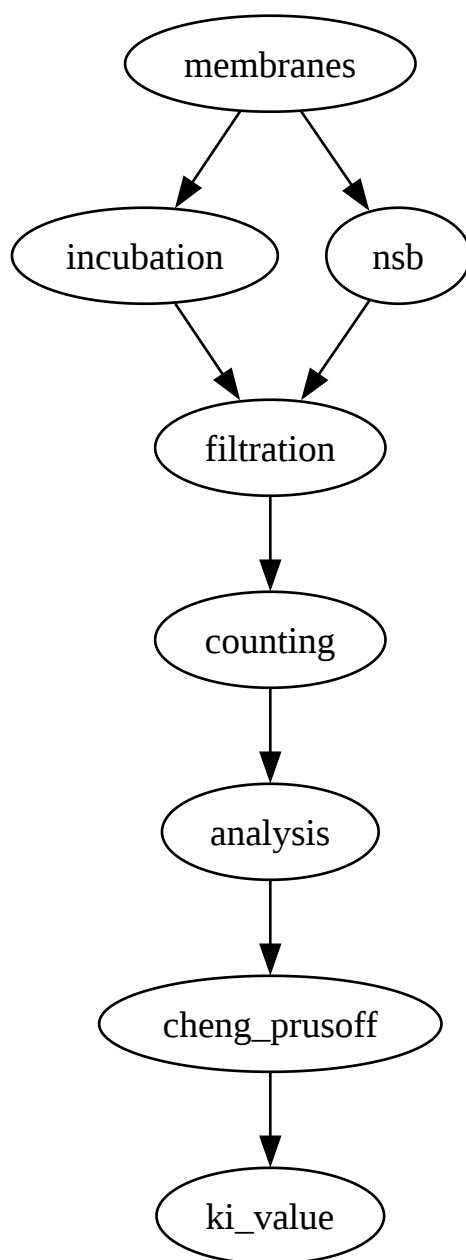 membranes
incubation
nsb
filtration
counting
analysis
cheng_prusoff
ki_value